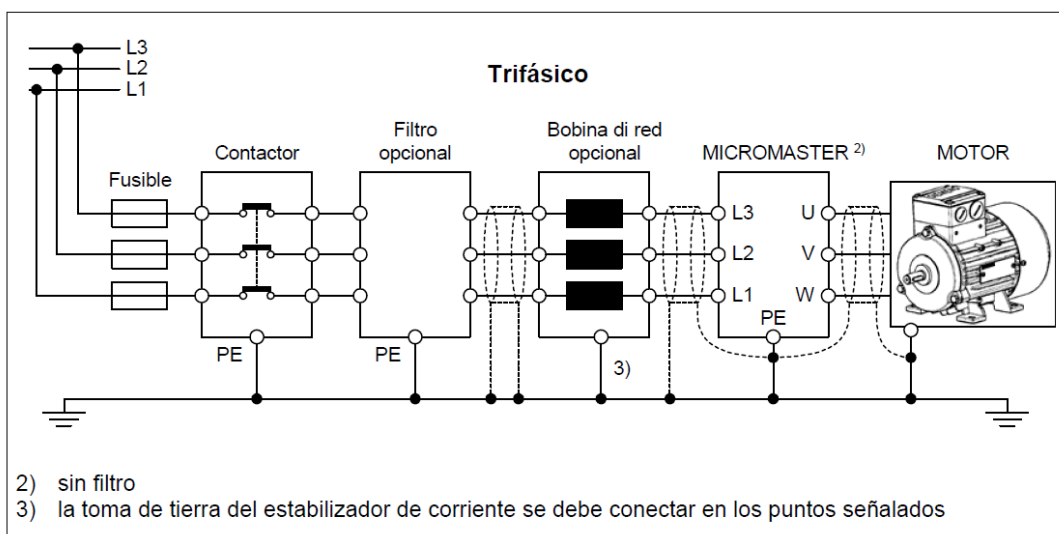 L3
L2
L1
Trifásico
Fusible
Contactor
Filtro
opcional
Bobina di red
opcional
MICROMASTER 2)
MOTOR
L3
U
L2
V
L1
W
PE
PE
PE
3)
2) sin filtro
3) la toma de tierra del estabilizador de corriente se debe conectar en los puntos señalados